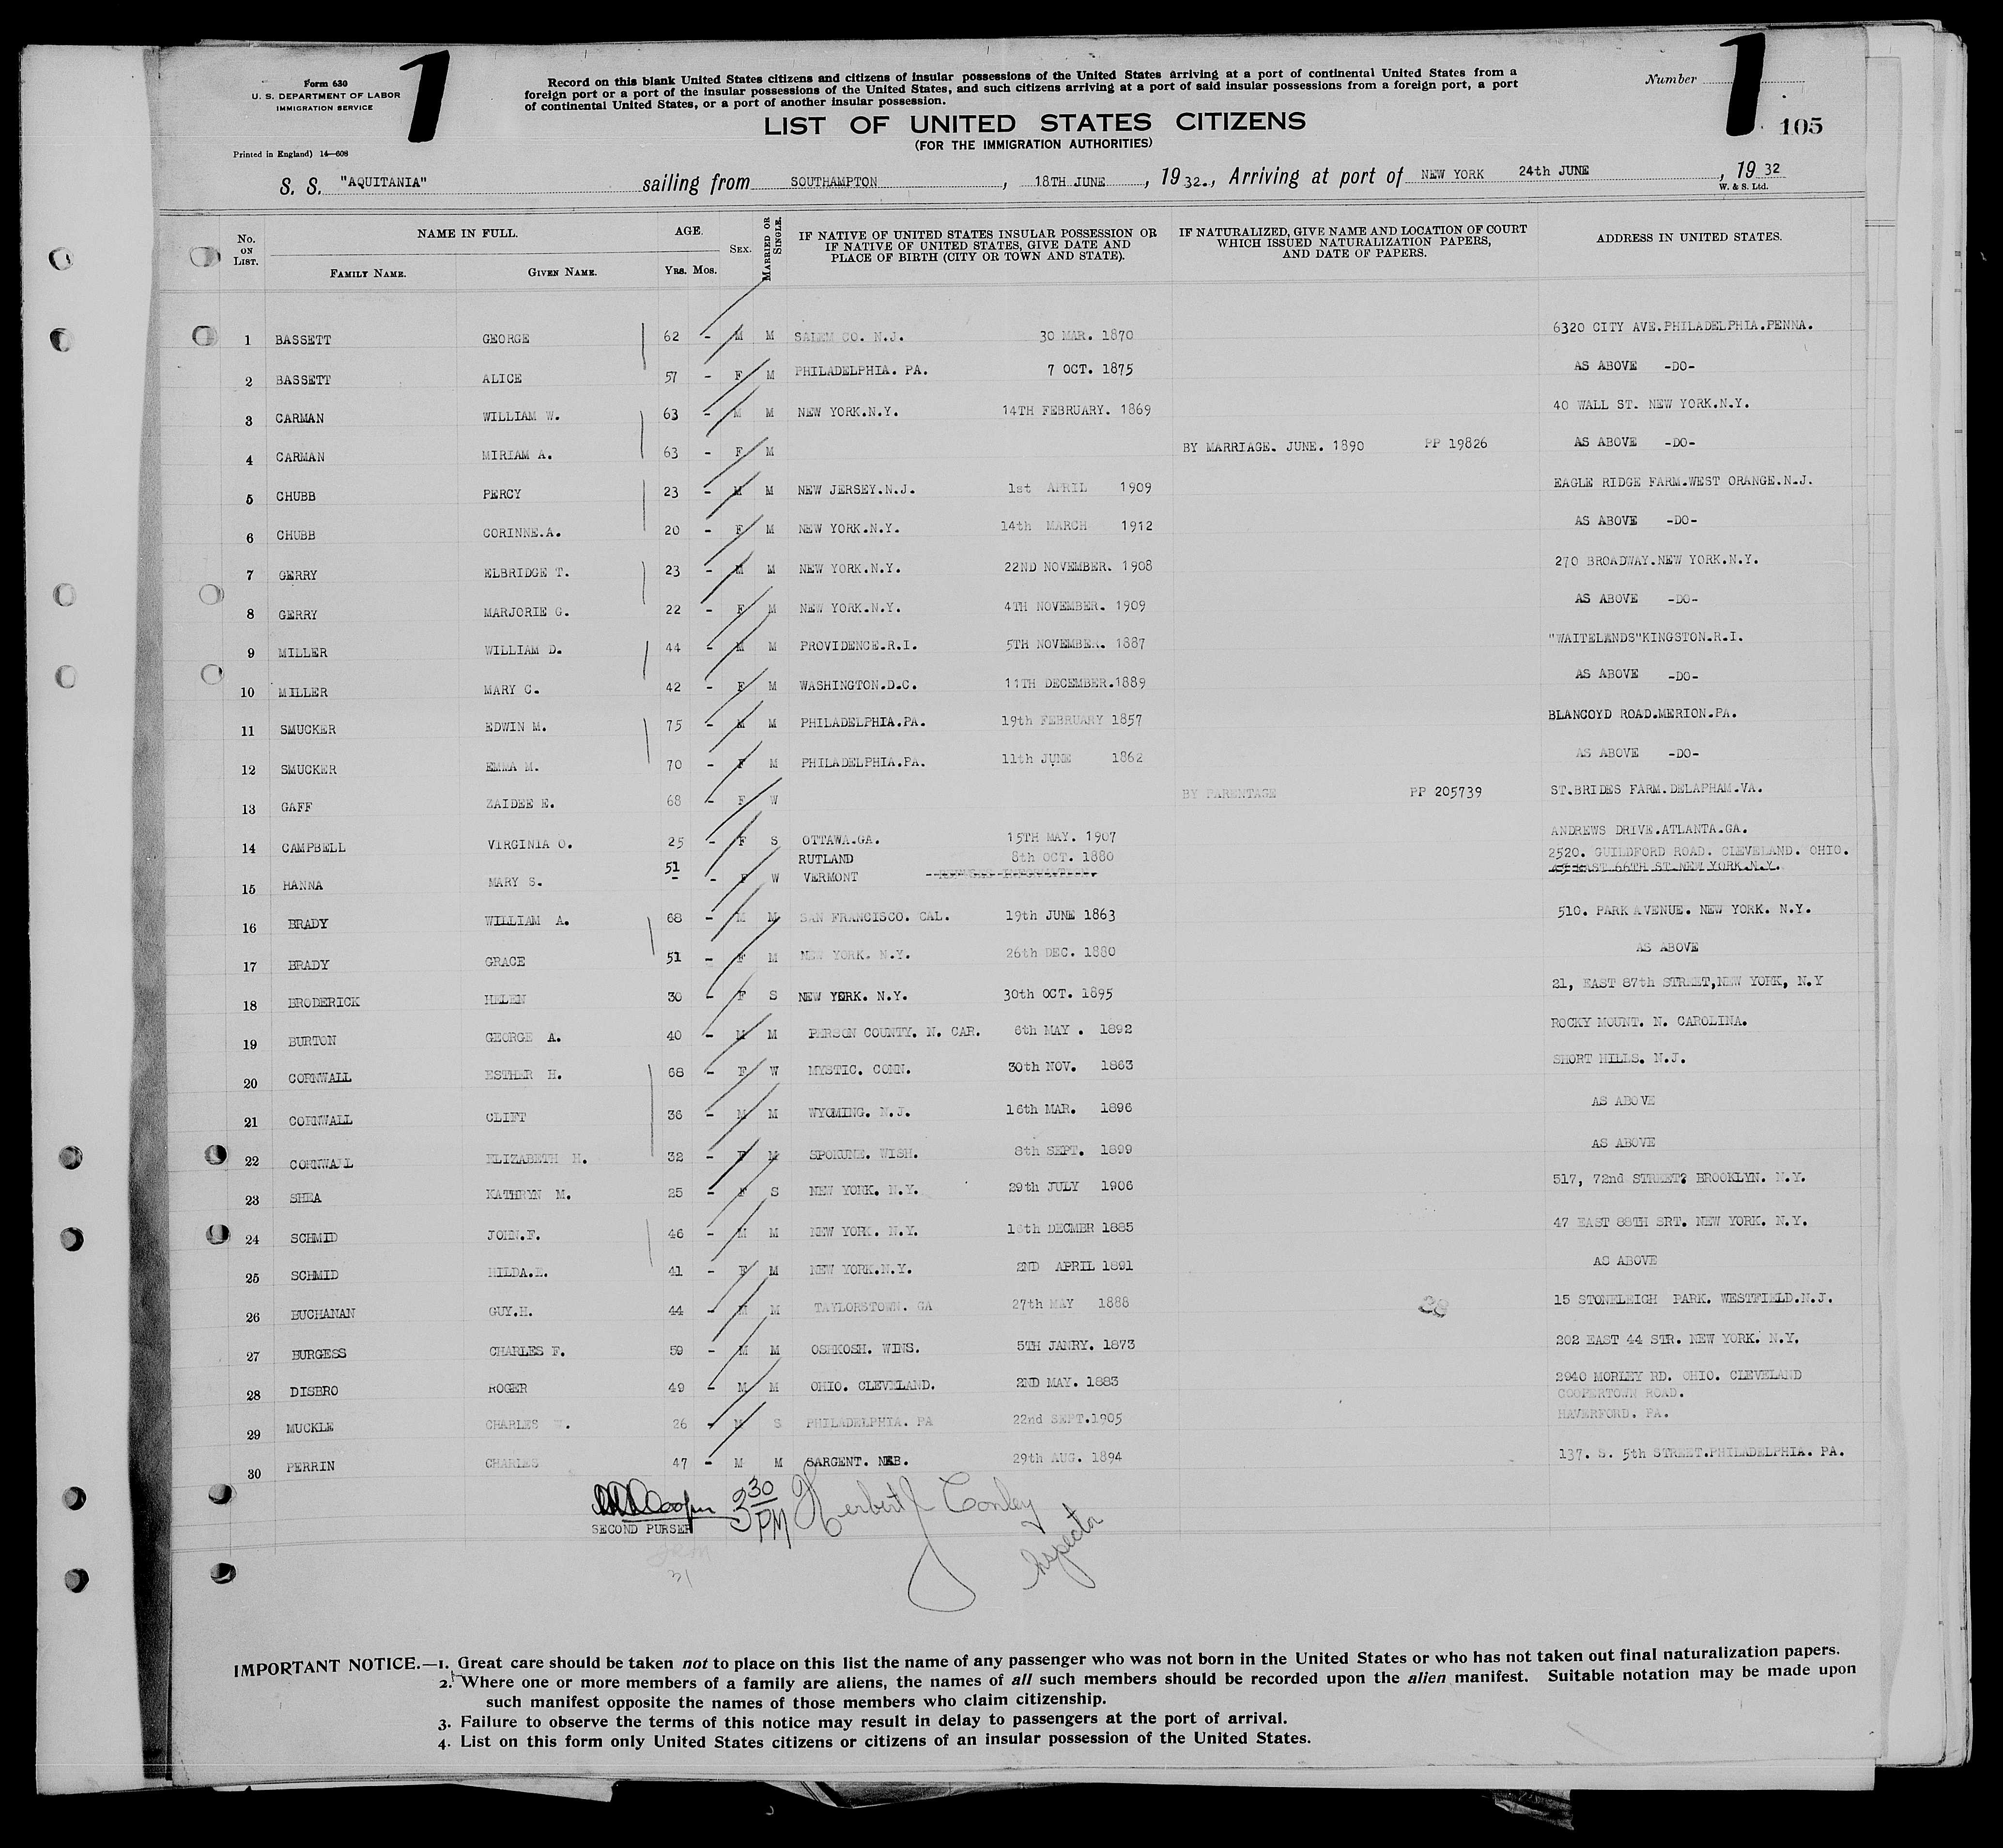 Form 630
U. S. DEPARTMENT OF LABOR
IMMIGRATION SERVICE
1
Record on this blank United States citizens and citizens of insular possessions of the United States arriving at a port of continental United States from a
foreign port or a port of the insular possessions of the United States, and such citizens arriving at a port of said insular possessions from a foreign port, a port
of continental United States, or a port of another insular possession.
Number
1
105
LIST OF UNITED STATES CITIZENS
(FOR THE IMMIGRATION AUTHORITIES)
Printed in England) 14—608
S. S. "AQUITANIA" sailing from SOUTHAMPTON, 18TH JUNE, 1932., Arriving at port of NEW YORK 24th JUNE, 1932
W. & S. Ltd.
No. ON LIST. NAME IN FULL. FAMILY NAME. GIVEN NAME. AGE. YRS. MOS. SEX. MARRIED OR SINGLE. IF NATIVE OF UNITED STATES INSULAR POSSESSION OR IF NATIVE OF UNITED STATES, GIVE DATE AND PLACE OF BIRTH (CITY OR TOWN AND STATE). IF NATURALIZED, GIVE NAME AND LOCATION OF COURT WHICH ISSUED NATURALIZATION PAPERS, AND DATE OF PAPERS. ADDRESS IN UNITED STATES.
1 BASSETT GEORGE 62 - M M SALEM CO. N.J. 30 MAR. 1870 6320 CITY AVE.PHILADELPHIA.PENNA.
2 BASSETT ALICE 57 - F M PHILADELPHIA. PA. 7 OCT. 1875 AS ABOVE -DO-
3 CARMAN WILLIAM W. 63 - M M NEW YORK.N.Y. 14TH FEBRUARY. 1869 40 WALL ST. NEW YORK.N.Y.
4 CARMAN MIRIAM A. 63 - F M BY MARRIAGE. JUNE. 1890 PP 19826 AS ABOVE -DO-
5 CHUBB PERCY 23 - M M NEW JERSEY.N.J. 1st APRIL 1909 EAGLE RIDGE FARM.WEST ORANGE.N.J.
6 CHUBB CORINNE.A. 20 - F M NEW YORK.N.Y. 14th MARCH 1912 AS ABOVE -DO-
7 GERRY ELBRIDGE T. 23 - M M NEW YORK.N.Y. 22ND NOVEMBER. 1908 270 BROADWAY.NEW YORK.N.Y.
8 GERRY MARJORIE G. 22 - F M NEW YORK.N.Y. 4TH NOVEMBER. 1909 AS ABOVE -DO-
9 MILLER WILLIAM D. 44 - M M PROVIDENCE.R.I. 5TH NOVEMBER. 1887 "WAITELANDS"KINGSTON.R.I.
10 MILLER MARY C. 42 - F M WASHINGTON.D.C. 11TH DECEMBER.1889 AS ABOVE -DO-
11 SMUCKER EDWIN M. 75 - M M PHILADELPHIA.PA. 19th FEBRUARY 1857 BLANCOYD ROAD.MERION.PA.
12 SMUCKER EMMA M. 70 - F M PHILADELPHIA.PA. 11th JUNE 1862 AS ABOVE -DO-
13 GAFF ZAIDEE E. 68 - F W BY PARENTAGE PP 205739 ST.BRIDES FARM.DELAPHAM.VA.
14 CAMPBELL VIRGINIA O. 25 - F S OTTAWA.GA. 15TH MAY. 1907 ANDREWS DRIVE.ATLANTA.GA.
15 HANNA MARY S. 51 - - F W RUTLAND VERMONT 8th OCT. 1880 2520. GUILDFORD ROAD. CLEVELAND. OHIO.
EAST 66TH ST.NEW YORK.N.Y.
16 BRADY WILLIAM A. 68 - M M SAN FRANCISCO. CAL. 19th JUNE 1863 510. PARK AVENUE. NEW YORK. N.Y.
17 BRADY GRACE 51 - F M NEW YORK. N.Y. 26th DEC. 1880 AS ABOVE
18 BRODERICK HELEN 30 - F S NEW YERK. N.Y. 30th OCT. 1895 21, EAST 87th STREET,NEW YORK, N.Y
19 BURTON GEORGE A. 40 - M M PERSON COUNTY. N. CAR. 6th MAY . 1892 ROCKY MOUNT. N. CAROLINA.
20 CORNWALL ESTHER H. 68 - F W MYSTIC. CONN. 30th NOV. 1863 SHORT HILLS. N.J.
21 CORNWALL CLIFT 36 - M M WYOMING. N.J. 16th MAR. 1896 AS ABOVE
22 CORNWALL ELIZABETH H. 32 - F M SPOKUNE. WISH. 8th SEPT. 1899 AS ABOVE
23 SHEA KATHRYN M. 25 - F S NEW YORK. N.Y. 29th JULY 1906 517, 72nd STREET? BROOKLYN. N.Y.
24 SCHMID JOHN.F. 46 - M M NEW YORK. N.Y. DECMBR 1885 47 EAST 88TH SRT. NEW YORK. N.Y.
25 SCHMID HILDA.E. 41 - F M NEW YORK.N.Y. 2ND APRIL 1891 AS ABOVE
26 BUCHANAN GUY.H. 44 - M M TAYLORSTOWN. GA 27th MAY 1888 28 15 STONELEIGH PARK. WESTFIELD.N.J.
27 BURGESS CHARLES F. 59 - M M OSHKOSH. WINS. 5TH JANRY. 1873 202 EAST 44 STR. NEW YORK. N.Y.
28 DISBRO ROGER 49 - M M OHIO. CLEVELAND. 2ND MAY. 1883 2940 MORLEY RD. OHIO. CLEVELAND
29 MUCKLE CHARLES W. 26 - M S PHILADELPHIA. PA 22nd SEPT.1905 COOPERTOWN ROAD. HAVERFORD. PA.
30 PERRIN CHARLES 47 - M M SARGENT. NEB. 29th AUG. 1894 137. S. 5th STREET.PHILADELPHIA. PA.
Cooper
SECOND PURSER
3 30 PM
Herbert J Conley
Inspector
31
IMPORTANT NOTICE.—1. Great care should be taken not to place on this list the name of any passenger who was not born in the United States or who has not taken out final naturalization papers.
2. Where one or more members of a family are aliens, the names of all such members should be recorded upon the alien manifest. Suitable notation may be made upon
such manifest opposite the names of those members who claim citizenship.
3. Failure to observe the terms of this notice may result in delay to passengers at the port of arrival.
4. List on this form only United States citizens or citizens of an insular possession of the United States.